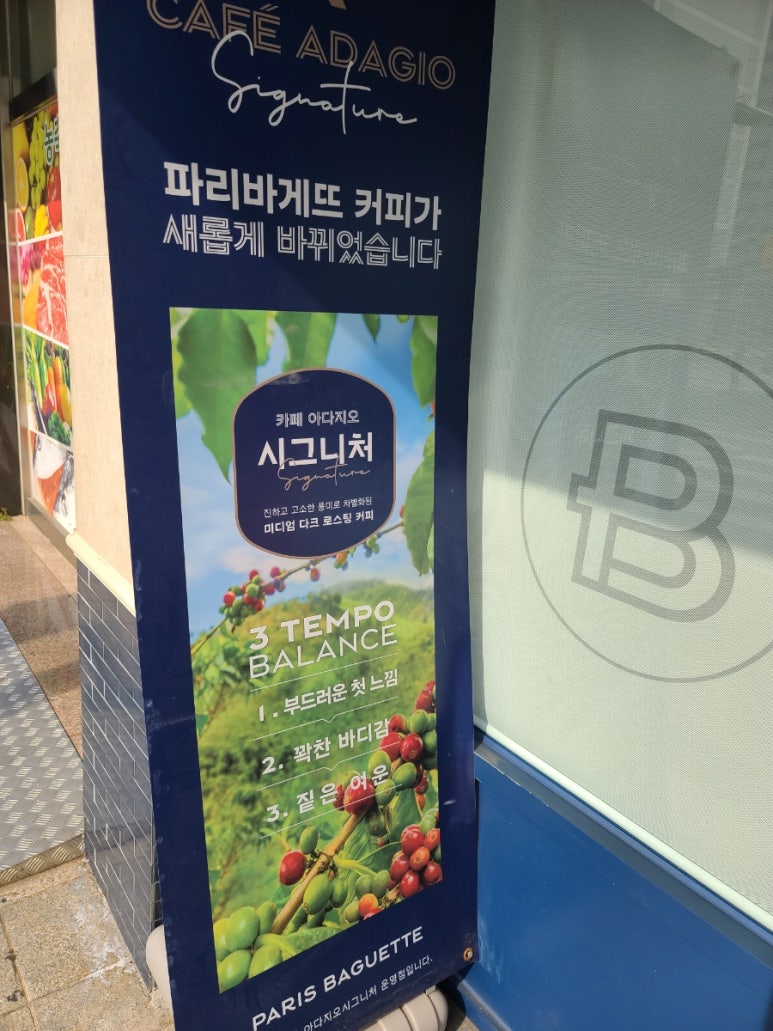 CAFÉ ADAGIO
Signature
파리바게뜨 커피가
새롭게 바뀌었습니다
카페 아다지오
시그니처
Signature
진하고 고소한 풍미로 차별화된
미디엄 다크 로스팅 커피
3 TEMPO
BALANCE
1. 부드러운 첫 느낌
2. 꽉찬 바디감
3. 짙은 여운
PARIS BAGUETTE
아다지오시그니처 운영점입니다.
B